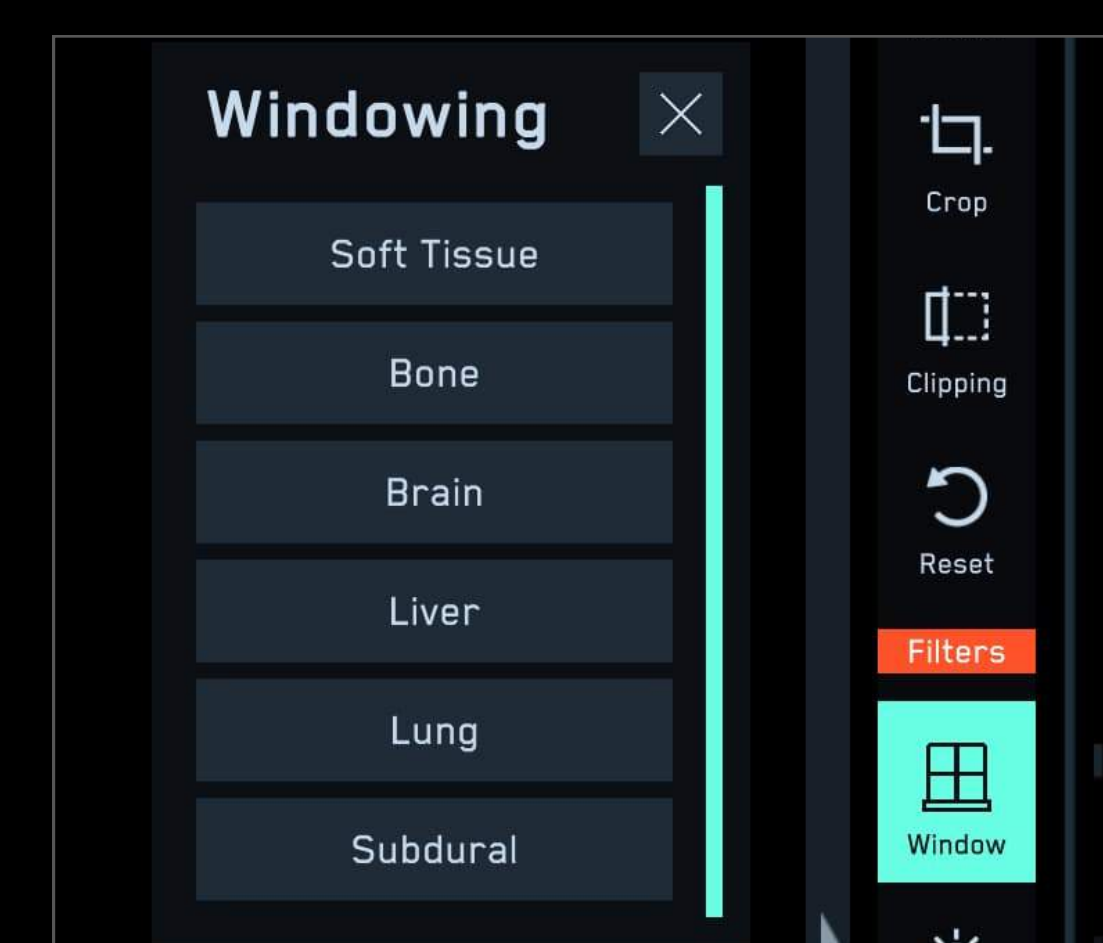 Windowing
Soft Tissue
Bone
Brain
Liver
Lung
Subdural
Crop
Clipping
Reset
Filters
Window